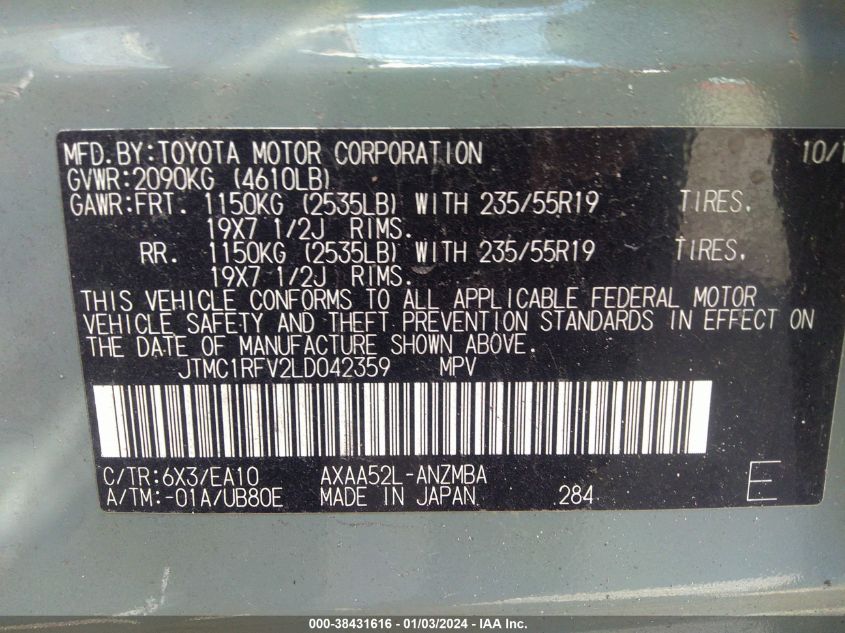 MFD.BY:TOYOTA MOTOR CORPORATION 10/1
GVWR:2090KG (4610LB)
GAWR:FRT. 1150KG (2535LB) WITH 235/55R19 TIRES.
19X7 1/2J RIMS.
RR. 1150KG (2535LB) WITH 235/55R19 TIRES.
19X7 1/2J RIMS.
THIS VEHICLE CONFORMS TO ALL APPLICABLE FEDERAL MOTOR
VEHICLE SAFETY AND THEFT PREVENTION STANDARDS IN EFFECT ON
THE DATE OF MANUFACTURE SHOWN ABOVE.
JTMC1RFV2LD042359 MPV
C/TR:6X3/EA10 AXAA52L-ANZMBA
A/TM:-01A/UB80E MADE IN JAPAN 284 E
000-38431616 - 01/03/2024 - IAA, Inc.